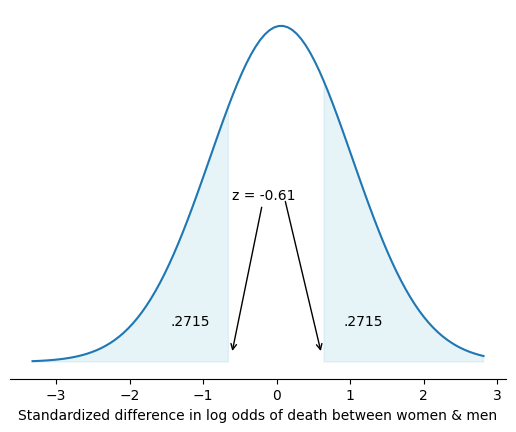 z = -0.61
.2715 .2715
−3 −2 −1 0 1 2 3
Standardized difference in log odds of death between women & men